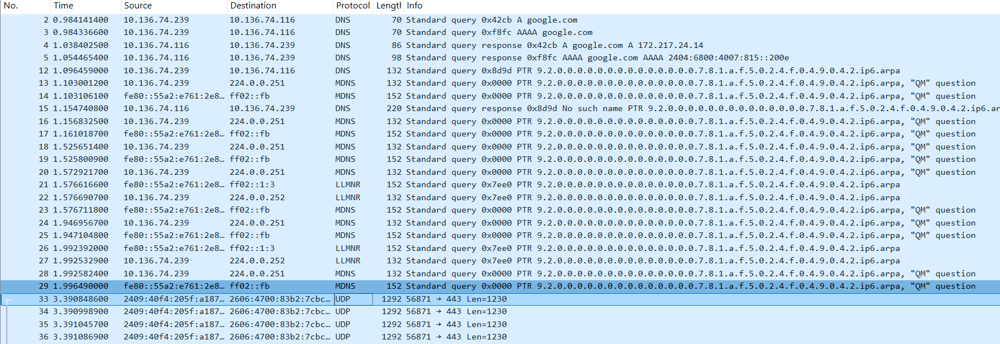 No. Time Source Destination Protocol Lengtl Info
2 0.984141400 10.136.74.239 10.136.74.116 DNS 70 Standard query 0x42cb A google.com
3 0.984336600 10.136.74.239 10.136.74.116 DNS 70 Standard query 0xf8fc AAAA google.com
4 1.038402500 10.136.74.116 10.136.74.239 DNS 86 Standard query response 0x42cb A google.com A 172.217.24.14
5 1.054465400 10.136.74.116 10.136.74.239 DNS 98 Standard query response 0xf8fc AAAA google.com AAAA 2404:6800:4007:815::200e
12 1.096459000 10.136.74.239 10.136.74.116 DNS 132 Standard query 0x8d9d PTR 9.2.0.0.0.0.0.0.0.0.0.0.0.0.0.0.7.8.1.a.f.5.0.2.4.f.0.4.9.0.4.2.ip6.arpa
13 1.103001200 10.136.74.239 224.0.0.251 MDNS 132 Standard query 0x0000 PTR 9.2.0.0.0.0.0.0.0.0.0.0.0.0.0.0.7.8.1.a.f.5.0.2.4.f.0.4.9.0.4.2.ip6.arpa, "QM" question
14 1.103106100 fe80::55a2:e761:2e8… ff02::fb MDNS 152 Standard query 0x0000 PTR 9.2.0.0.0.0.0.0.0.0.0.0.0.0.0.0.7.8.1.a.f.5.0.2.4.f.0.4.9.0.4.2.ip6.arpa, "QM" question
15 1.154740800 10.136.74.116 10.136.74.239 DNS 220 Standard query response 0x8d9d No such name PTR 9.2.0.0.0.0.0.0.0.0.0.0.0.0.0.0.7.8.1.a.f.5.0.2.4.f.0.4.9.0.4.2.ip6.ar
16 1.156832500 10.136.74.239 224.0.0.251 MDNS 132 Standard query 0x0000 PTR 9.2.0.0.0.0.0.0.0.0.0.0.0.0.0.0.7.8.1.a.f.5.0.2.4.f.0.4.9.0.4.2.ip6.arpa, "QM" question
17 1.161018700 fe80::55a2:e761:2e8… ff02::fb MDNS 152 Standard query 0x0000 PTR 9.2.0.0.0.0.0.0.0.0.0.0.0.0.0.0.7.8.1.a.f.5.0.2.4.f.0.4.9.0.4.2.ip6.arpa, "QM" question
18 1.525651400 10.136.74.239 224.0.0.251 MDNS 132 Standard query 0x0000 PTR 9.2.0.0.0.0.0.0.0.0.0.0.0.0.0.0.7.8.1.a.f.5.0.2.4.f.0.4.9.0.4.2.ip6.arpa, "QM" question
19 1.525800900 fe80::55a2:e761:2e8… ff02::fb MDNS 152 Standard query 0x0000 PTR 9.2.0.0.0.0.0.0.0.0.0.0.0.0.0.0.7.8.1.a.f.5.0.2.4.f.0.4.9.0.4.2.ip6.arpa, "QM" question
20 1.572921700 10.136.74.239 224.0.0.251 MDNS 132 Standard query 0x0000 PTR 9.2.0.0.0.0.0.0.0.0.0.0.0.0.0.0.7.8.1.a.f.5.0.2.4.f.0.4.9.0.4.2.ip6.arpa, "QM" question
21 1.576616600 fe80::55a2:e761:2e8… ff02::1:3 LLMNR 152 Standard query 0x7ee0 PTR 9.2.0.0.0.0.0.0.0.0.0.0.0.0.0.0.7.8.1.a.f.5.0.2.4.f.0.4.9.0.4.2.ip6.arpa
22 1.576690700 10.136.74.239 224.0.0.252 LLMNR 132 Standard query 0x7ee0 PTR 9.2.0.0.0.0.0.0.0.0.0.0.0.0.0.0.7.8.1.a.f.5.0.2.4.f.0.4.9.0.4.2.ip6.arpa
23 1.576711800 fe80::55a2:e761:2e8… ff02::fb MDNS 152 Standard query 0x0000 PTR 9.2.0.0.0.0.0.0.0.0.0.0.0.0.0.0.7.8.1.a.f.5.0.2.4.f.0.4.9.0.4.2.ip6.arpa, "QM" question
24 1.946956700 10.136.74.239 224.0.0.251 MDNS 132 Standard query 0x0000 PTR 9.2.0.0.0.0.0.0.0.0.0.0.0.0.0.0.7.8.1.a.f.5.0.2.4.f.0.4.9.0.4.2.ip6.arpa, "QM" question
25 1.947104800 fe80::55a2:e761:2e8… ff02::fb MDNS 152 Standard query 0x0000 PTR 9.2.0.0.0.0.0.0.0.0.0.0.0.0.0.0.7.8.1.a.f.5.0.2.4.f.0.4.9.0.4.2.ip6.arpa, "QM" question
26 1.992392000 fe80::55a2:e761:2e8… ff02::1:3 LLMNR 152 Standard query 0x7ee0 PTR 9.2.0.0.0.0.0.0.0.0.0.0.0.0.0.0.7.8.1.a.f.5.0.2.4.f.0.4.9.0.4.2.ip6.arpa
27 1.992532900 10.136.74.239 224.0.0.252 LLMNR 132 Standard query 0x7ee0 PTR 9.2.0.0.0.0.0.0.0.0.0.0.0.0.0.0.7.8.1.a.f.5.0.2.4.f.0.4.9.0.4.2.ip6.arpa
28 1.992582400 10.136.74.239 224.0.0.251 MDNS 132 Standard query 0x0000 PTR 9.2.0.0.0.0.0.0.0.0.0.0.0.0.0.0.7.8.1.a.f.5.0.2.4.f.0.4.9.0.4.2.ip6.arpa, "QM" question
29 1.996490000 fe80::55a2:e761:2e8… ff02::fb MDNS 152 Standard query 0x0000 PTR 9.2.0.0.0.0.0.0.0.0.0.0.0.0.0.0.7.8.1.a.f.5.0.2.4.f.0.4.9.0.4.2.ip6.arpa, "QM" question
33 3.390848600 2409:40f4:205f:a187… 2606:4700:83b2:7cbc… UDP 1292 56871 → 443 Len=1230
34 3.390998900 2409:40f4:205f:a187… 2606:4700:83b2:7cbc… UDP 1292 56871 → 443 Len=1230
35 3.391045700 2409:40f4:205f:a187… 2606:4700:83b2:7cbc… UDP 1292 56871 → 443 Len=1230
36 3.391086900 2409:40f4:205f:a187… 2606:4700:83b2:7cbc… UDP 1292 56871 → 443 Len=1230